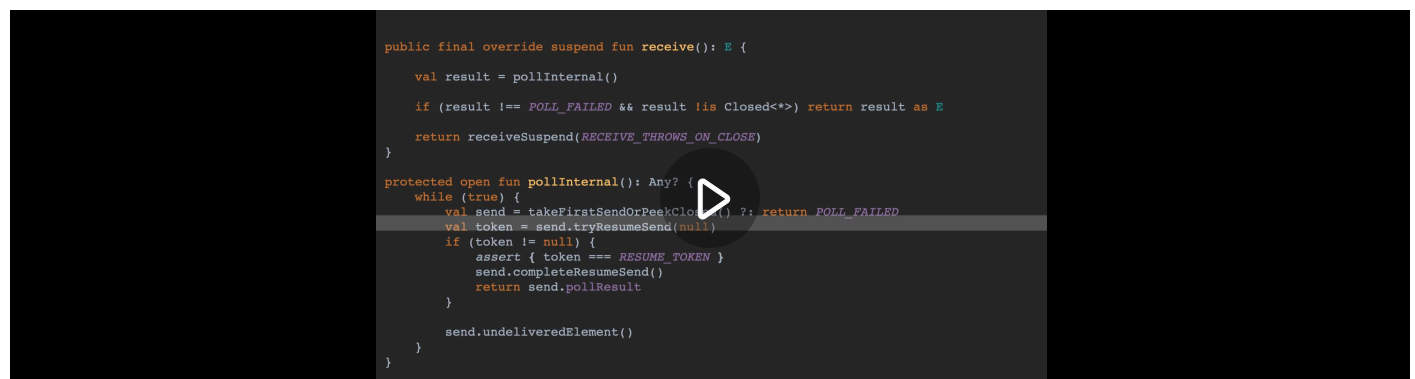 public final override suspend fun receive(): E {
val result = pollInternal()
if (result !== POLL_FAILED && result !is Closed<*>) return result as E
return receiveSuspend(RECEIVE_THROWS_ON_CLOSE)
}
protected open fun pollInternal(): Any? {
while (true) {
val send = takeFirstSendOrPeekClosed() ?: return POLL_FAILED
val token = send.tryResumeSend(null)
if (token != null) {
assert { token === RESUME_TOKEN }
send.completeResumeSend()
return send.pollResult
}
send.undeliveredElement()
}
}